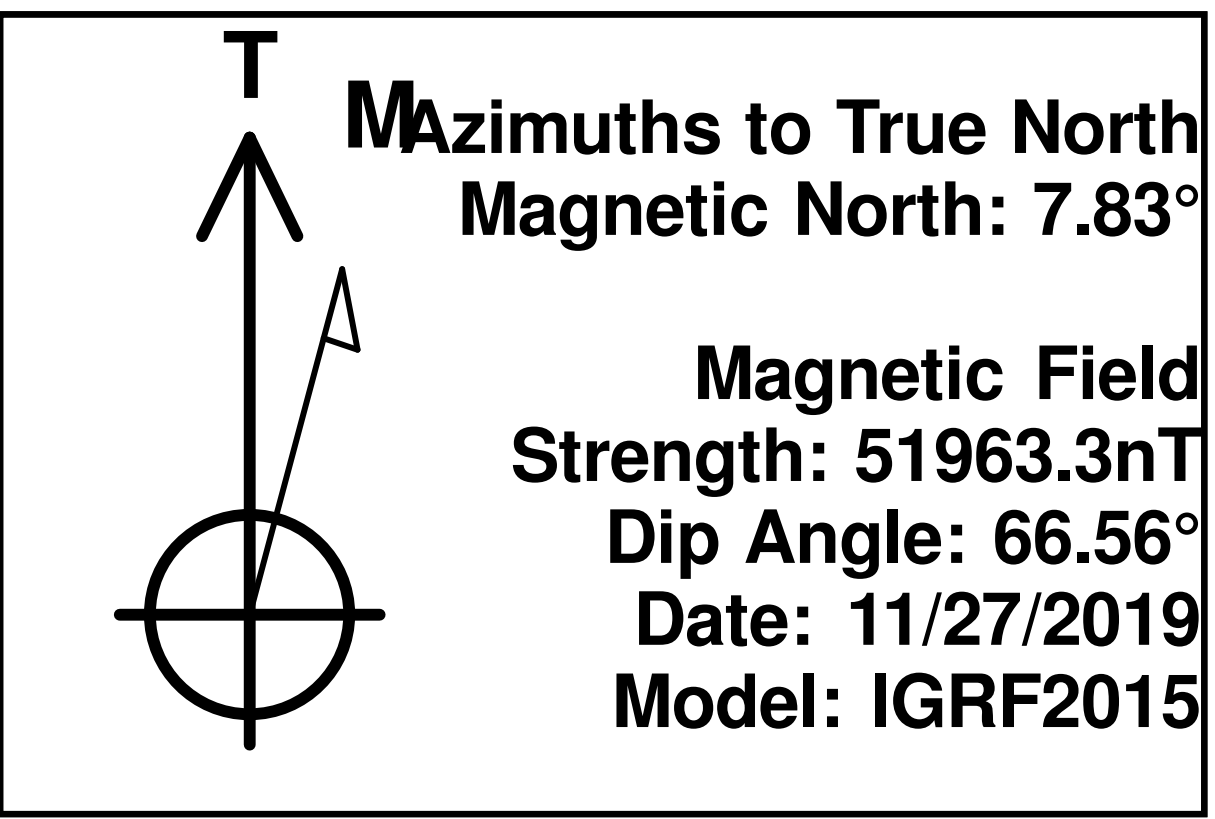 T
M
Azimuths to True North
Magnetic North: 7.83°
Magnetic Field
Strength: 51963.3nT
Dip Angle: 66.56°
Date: 11/27/2019
Model: IGRF2015